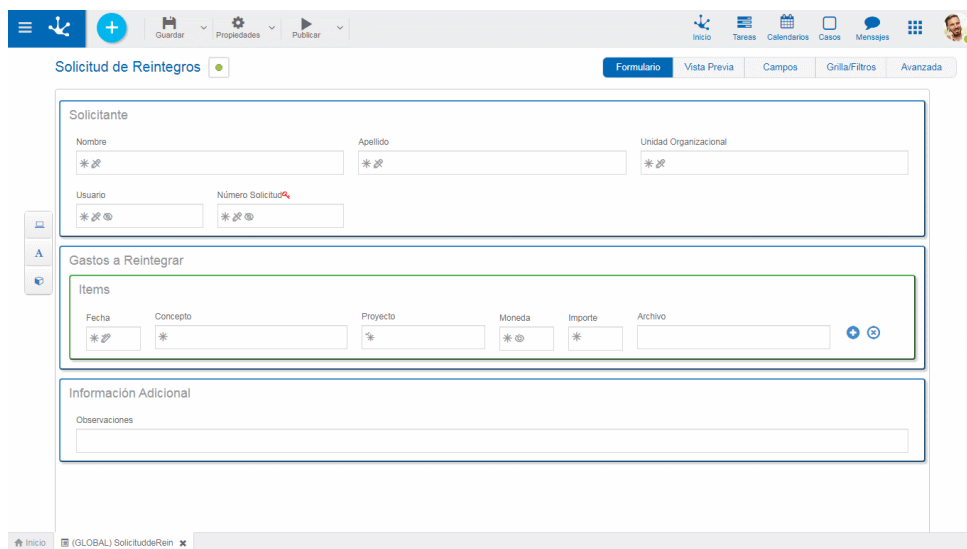 Guardar Propiedades Publicar Inicio Tareas Calendarios Casos Mensajes
Solicitud de Reintegros Formulario Vista Previa Campos Grilla/Filtros Avanzada
Solicitante
Nombre Apellido Unidad Organizacional
Usuario Número Solicitud
A
Gastos a Reintegrar
Items
Fecha Concepto Proyecto Moneda Importe Archivo
Información Adicional
Observaciones
Inicio (GLOBAL) SolicituddeRein